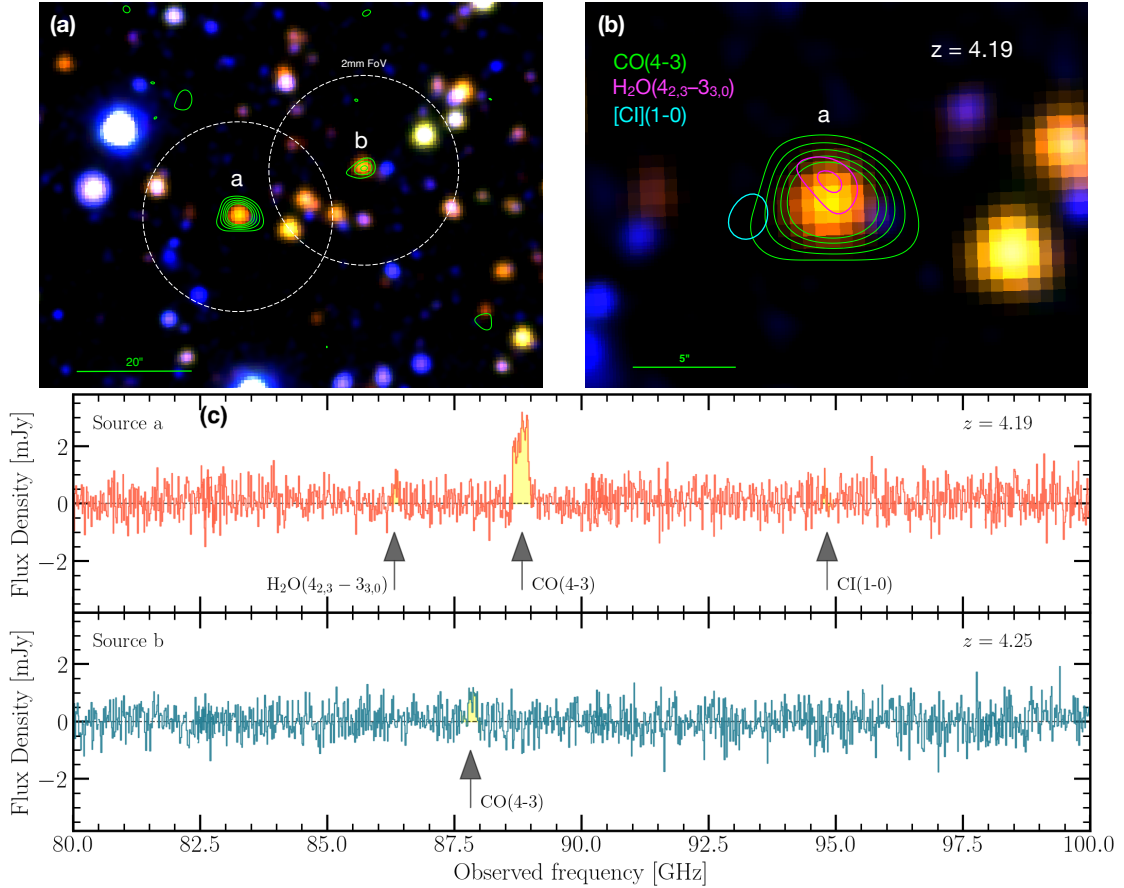 (a)
2mm FoV
b
a
20"
(b)
z = 4.19
CO(4-3)
H₂O(4₂,₃–3₃,₀)
[CI](1-0)
a
5"
Source a
(c)
z = 4.19
Flux Density [mJy]
2
0
−2
H₂O(4₂,₃ − 3₃,₀)
CO(4-3)
CI(1-0)
Source b
z = 4.25
Flux Density [mJy]
2
0
−2
CO(4-3)
80.0 82.5 85.0 87.5 90.0 92.5 95.0 97.5 100.0
Observed frequency [GHz]